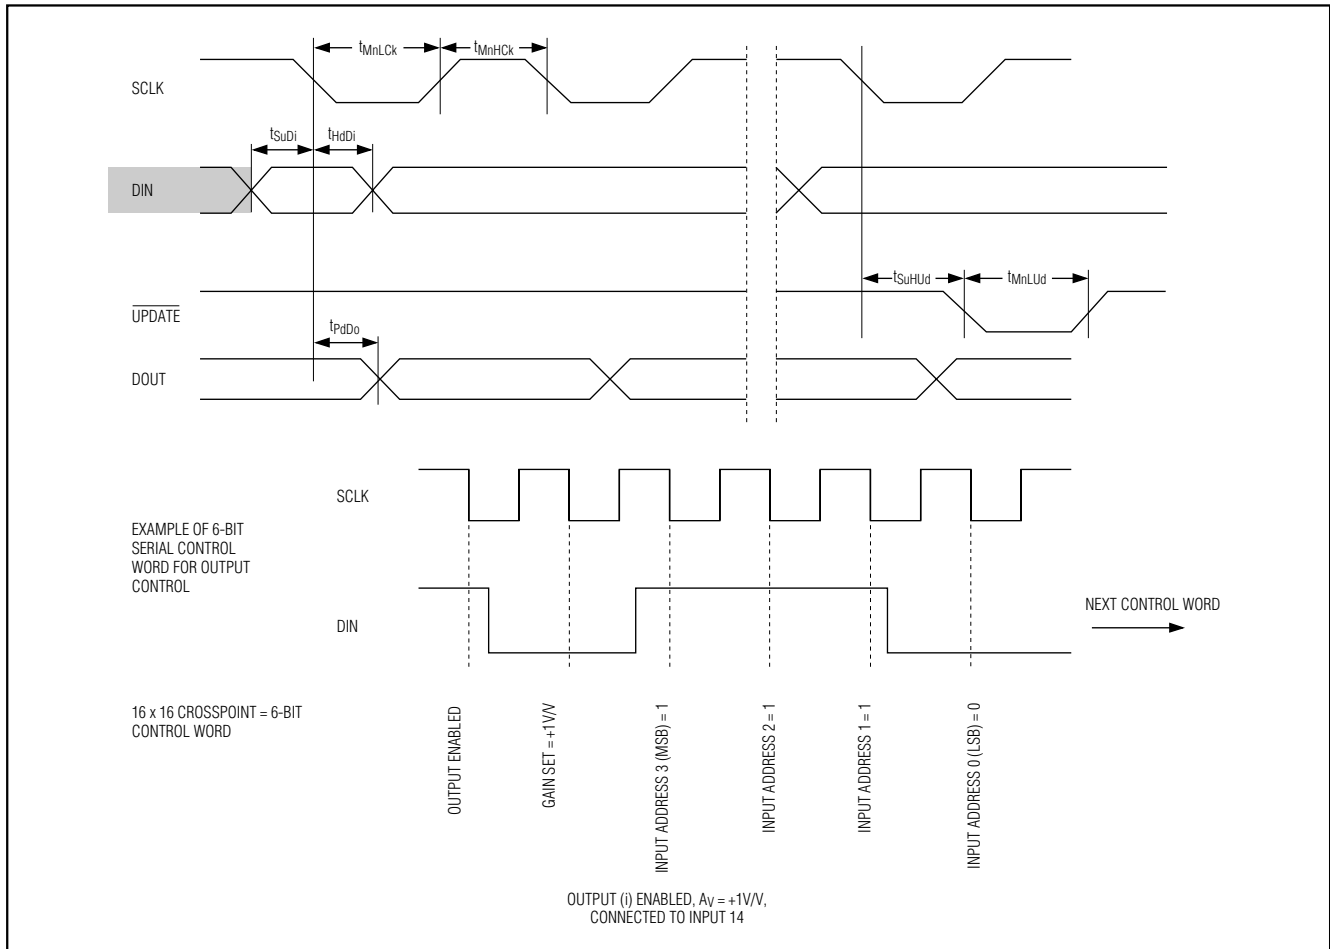 tMnLCk
tMnHCk
SCLK
tSuDi
tHdDi
DIN
tSuHUd
tMnLUd
UPDATE
tPdDo
DOUT
SCLK
EXAMPLE OF 6-BIT
SERIAL CONTROL
WORD FOR OUTPUT
CONTROL
NEXT CONTROL WORD
DIN
16 x 16 CROSSPOINT = 6-BIT
CONTROL WORD
OUTPUT ENABLED
GAIN SET = +1V/V
INPUT ADDRESS 3 (MSB) = 1
INPUT ADDRESS 2 = 1
INPUT ADDRESS 1 = 1
INPUT ADDRESS 0 (LSB) = 0
OUTPUT (i) ENABLED, AV = +1V/V,
CONNECTED TO INPUT 14